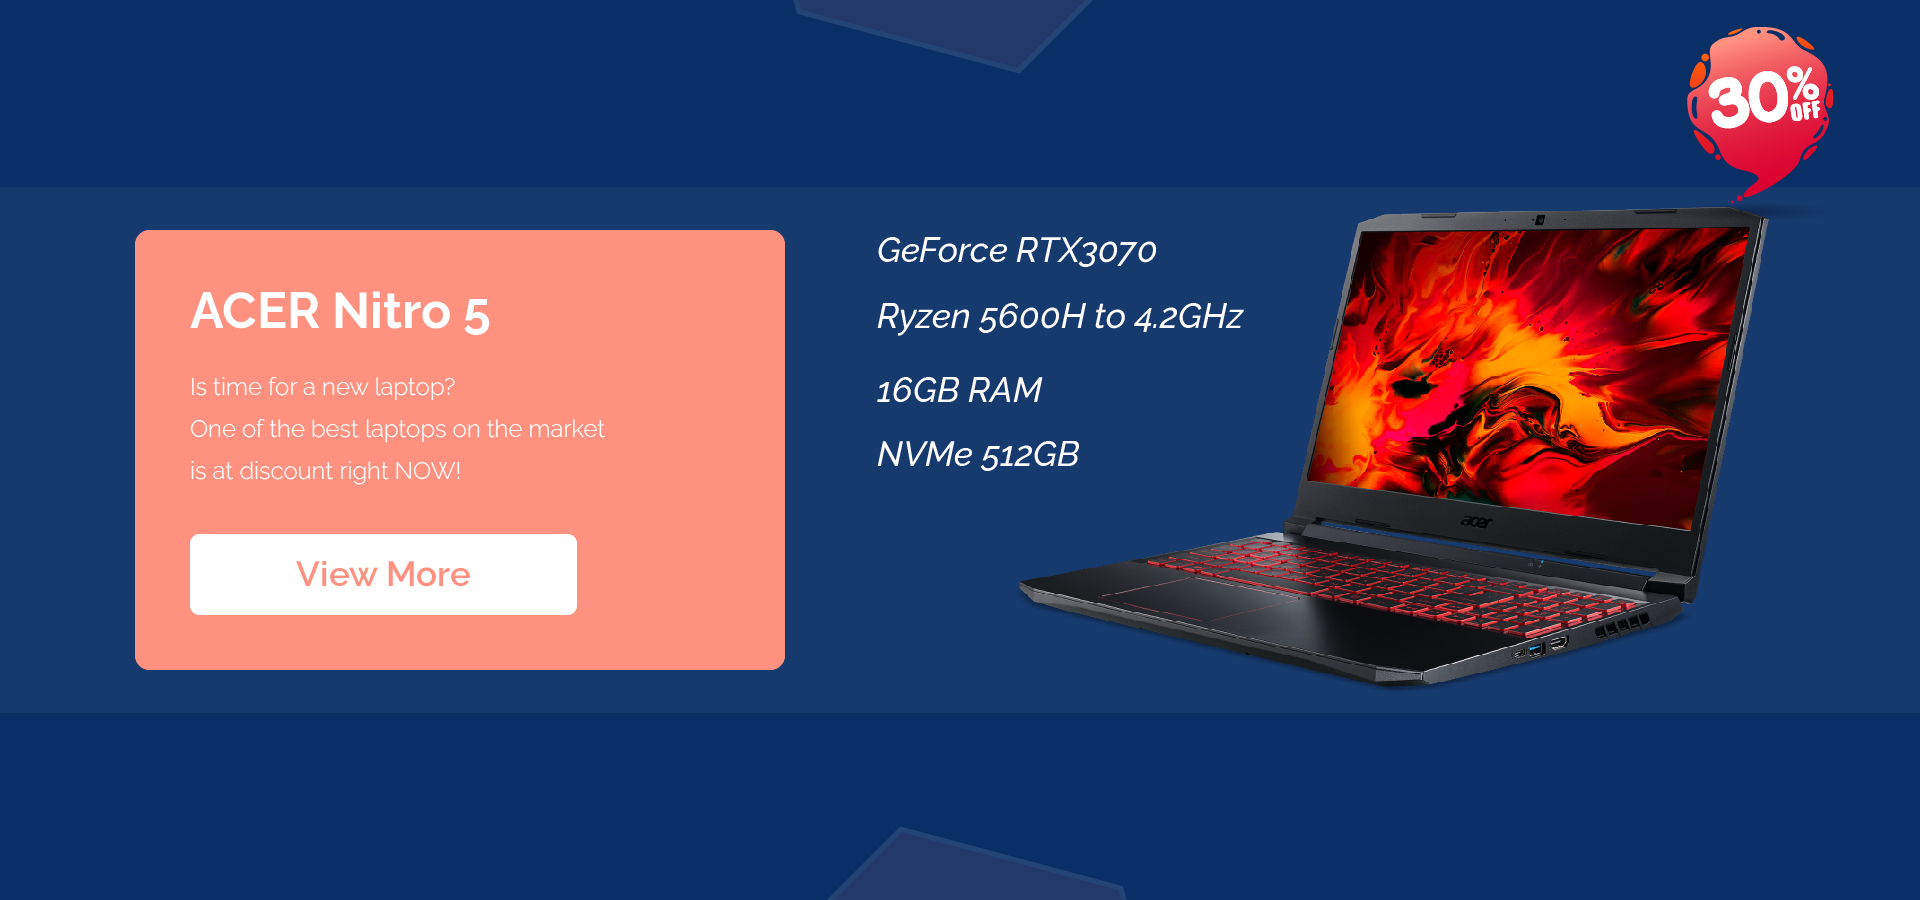 30% OFF
ACER Nitro 5
Is time for a new laptop?
One of the best laptops on the market
is at discount right NOW!
View More
GeForce RTX3070
Ryzen 5600H to 4.2GHz
16GB RAM
NVMe 512GB
acer